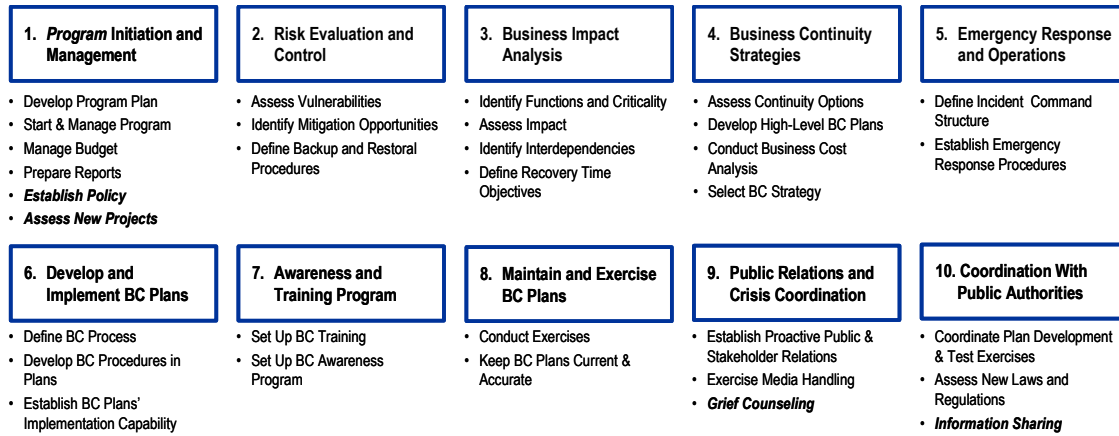 1. Program Initiation and
Management
• Develop Program Plan
• Start & Manage Program
• Manage Budget
• Prepare Reports
• Establish Policy
• Assess New Projects
2. Risk Evaluation and
Control
• Assess Vulnerabilities
• Identify Mitigation Opportunities
• Define Backup and Restoral
Procedures
3. Business Impact
Analysis
• Identify Functions and Criticality
• Assess Impact
• Identify Interdependencies
• Define Recovery Time
Objectives
4. Business Continuity
Strategies
• Assess Continuity Options
• Develop High-Level BC Plans
• Conduct Business Cost
Analysis
• Select BC Strategy
5. Emergency Response
and Operations
• Define Incident Command
Structure
• Establish Emergency
Response Procedures
6. Develop and
Implement BC Plans
• Define BC Process
• Develop BC Procedures in
Plans
• Establish BC Plans'
Implementation Capability
7. Awareness and
Training Program
• Set Up BC Training
• Set Up BC Awareness
Program
8. Maintain and Exercise
BC Plans
• Conduct Exercises
• Keep BC Plans Current &
Accurate
9. Public Relations and
Crisis Coordination
• Establish Proactive Public &
Stakeholder Relations
• Exercise Media Handling
• Grief Counseling
10. Coordination With
Public Authorities
• Coordinate Plan Development
& Test Exercises
• Assess New Laws and
Regulations
• Information Sharing